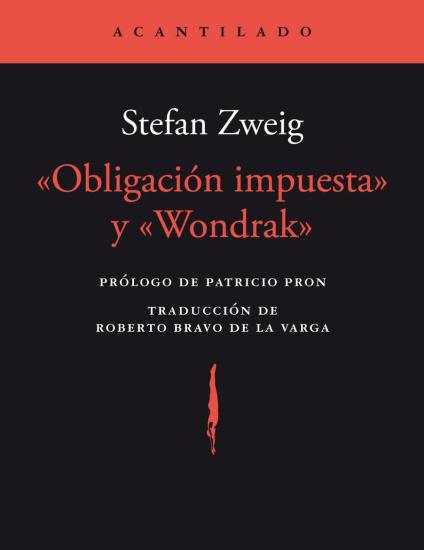 ACANTILADO
Stefan Zweig
«Obligación impuesta»
y «Wondrak»
PRÓLOGO DE PATRICIO PRON
TRADUCCIÓN DE
ROBERTO BRAVO DE LA VARGA